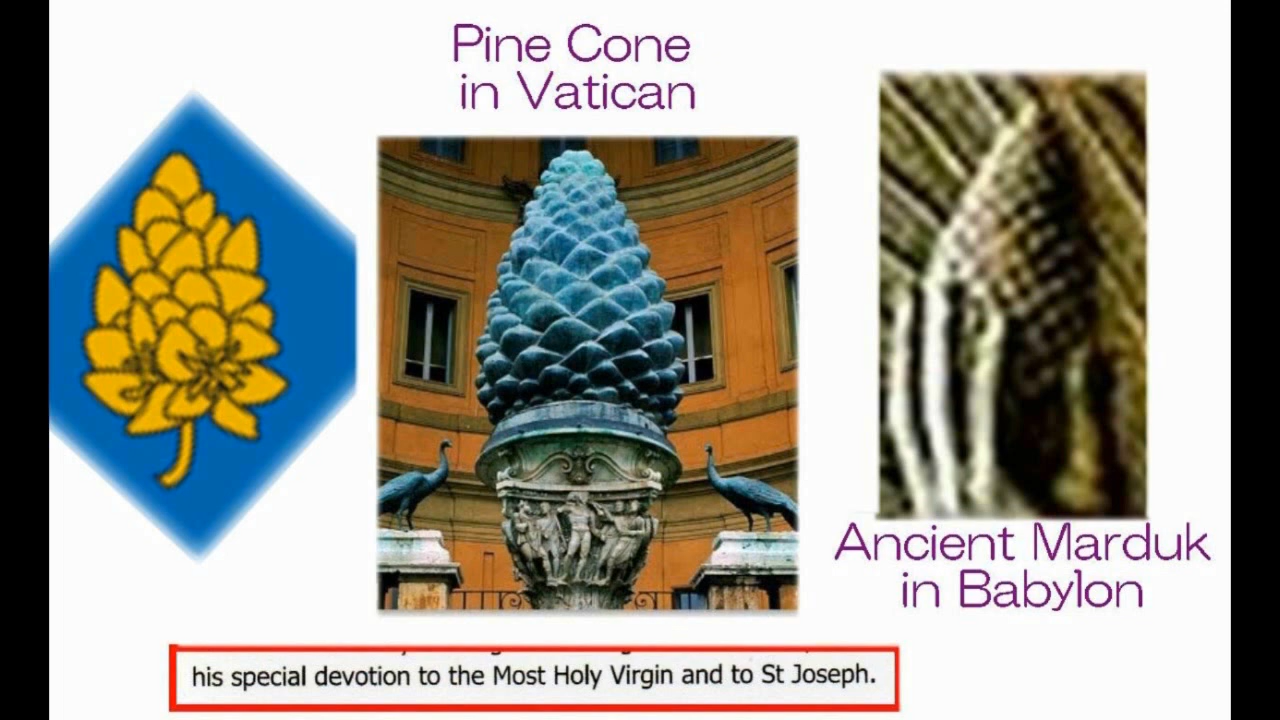 Pine Cone
in Vatican
Ancient Marduk
in Babylon
his special devotion to the Most Holy Virgin and to St Joseph.